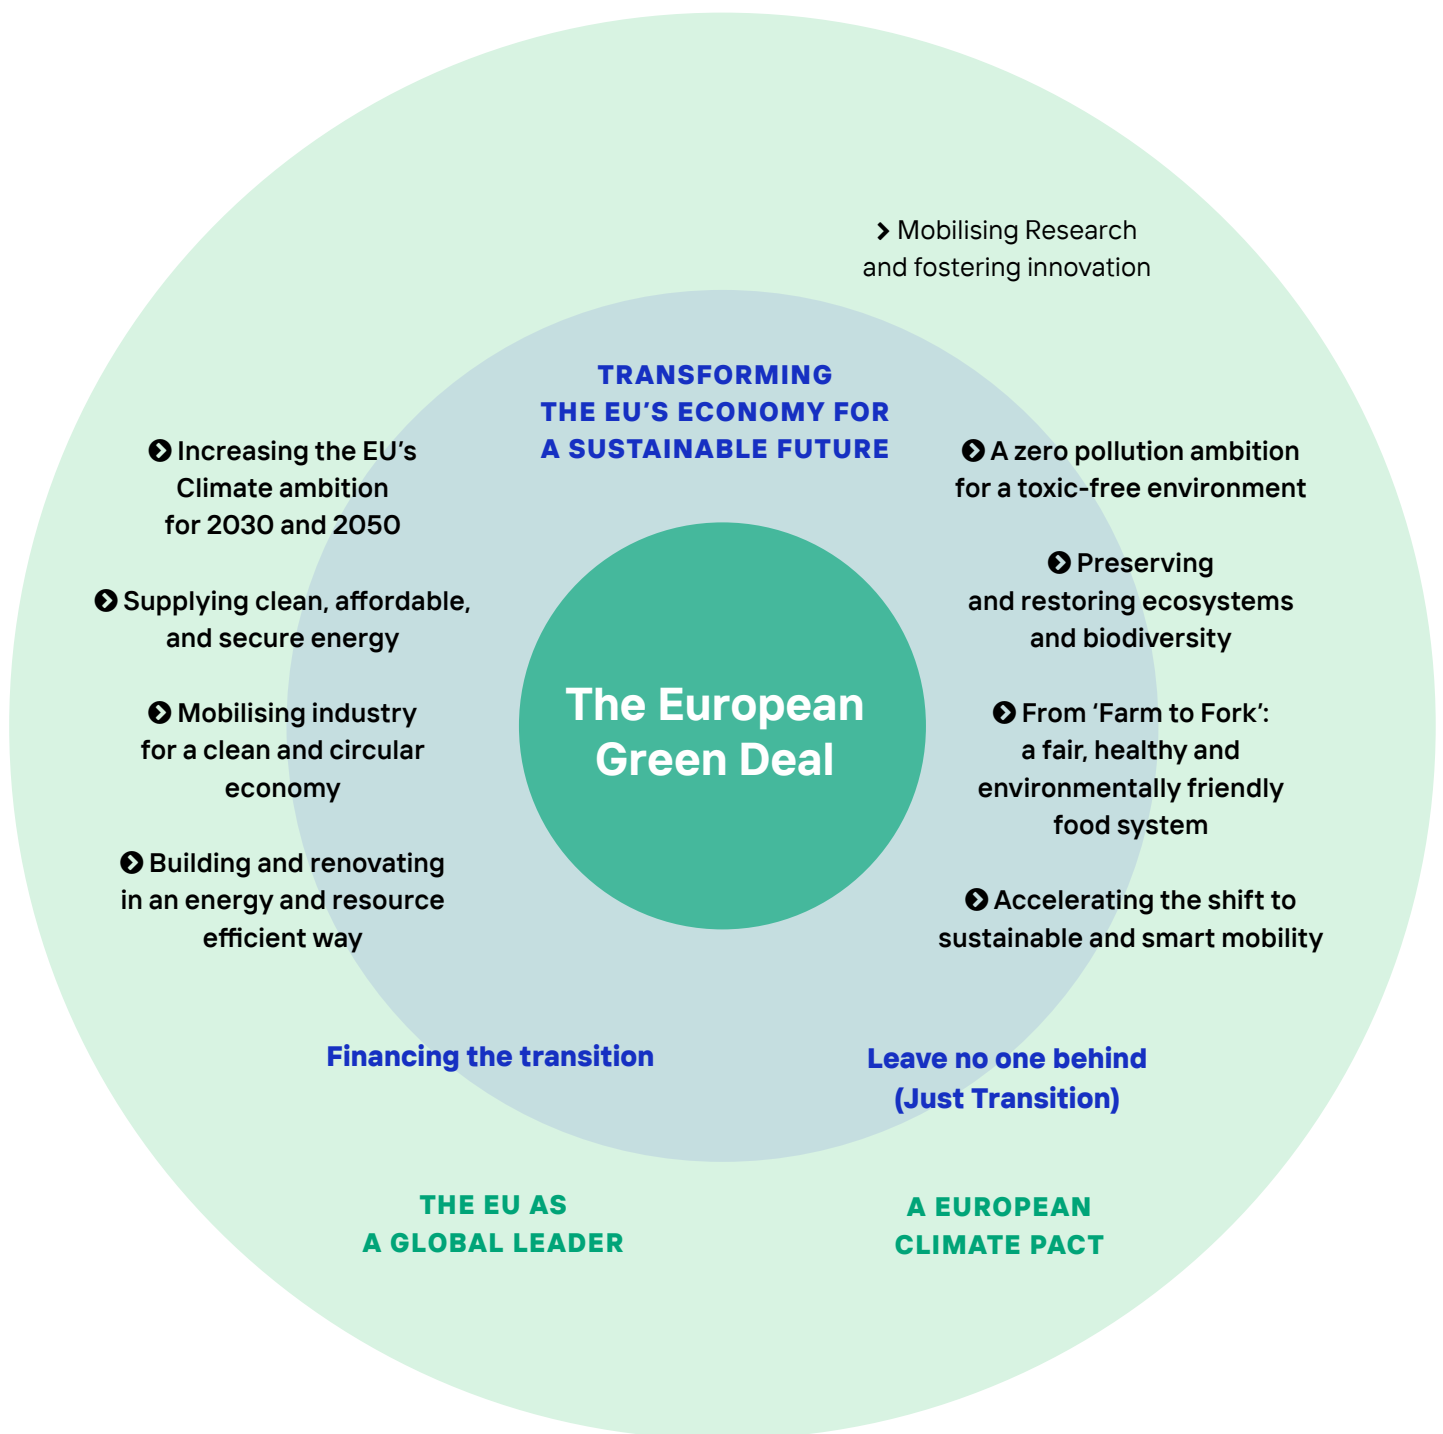 › Mobilising Research
and fostering innovation
TRANSFORMING
THE EU’S ECONOMY FOR
A SUSTAINABLE FUTURE
Increasing the EU’s
Climate ambition
for 2030 and 2050
Supplying clean, affordable,
and secure energy
Mobilising industry
for a clean and circular
economy
Building and renovating
in an energy and resource
efficient way
The European
Green Deal
A zero pollution ambition
for a toxic-free environment
Preserving
and restoring ecosystems
and biodiversity
From ‘Farm to Fork’:
a fair, healthy and
environmentally friendly
food system
Accelerating the shift to
sustainable and smart mobility
Financing the transition
Leave no one behind
(Just Transition)
THE EU AS
A GLOBAL LEADER
A EUROPEAN
CLIMATE PACT